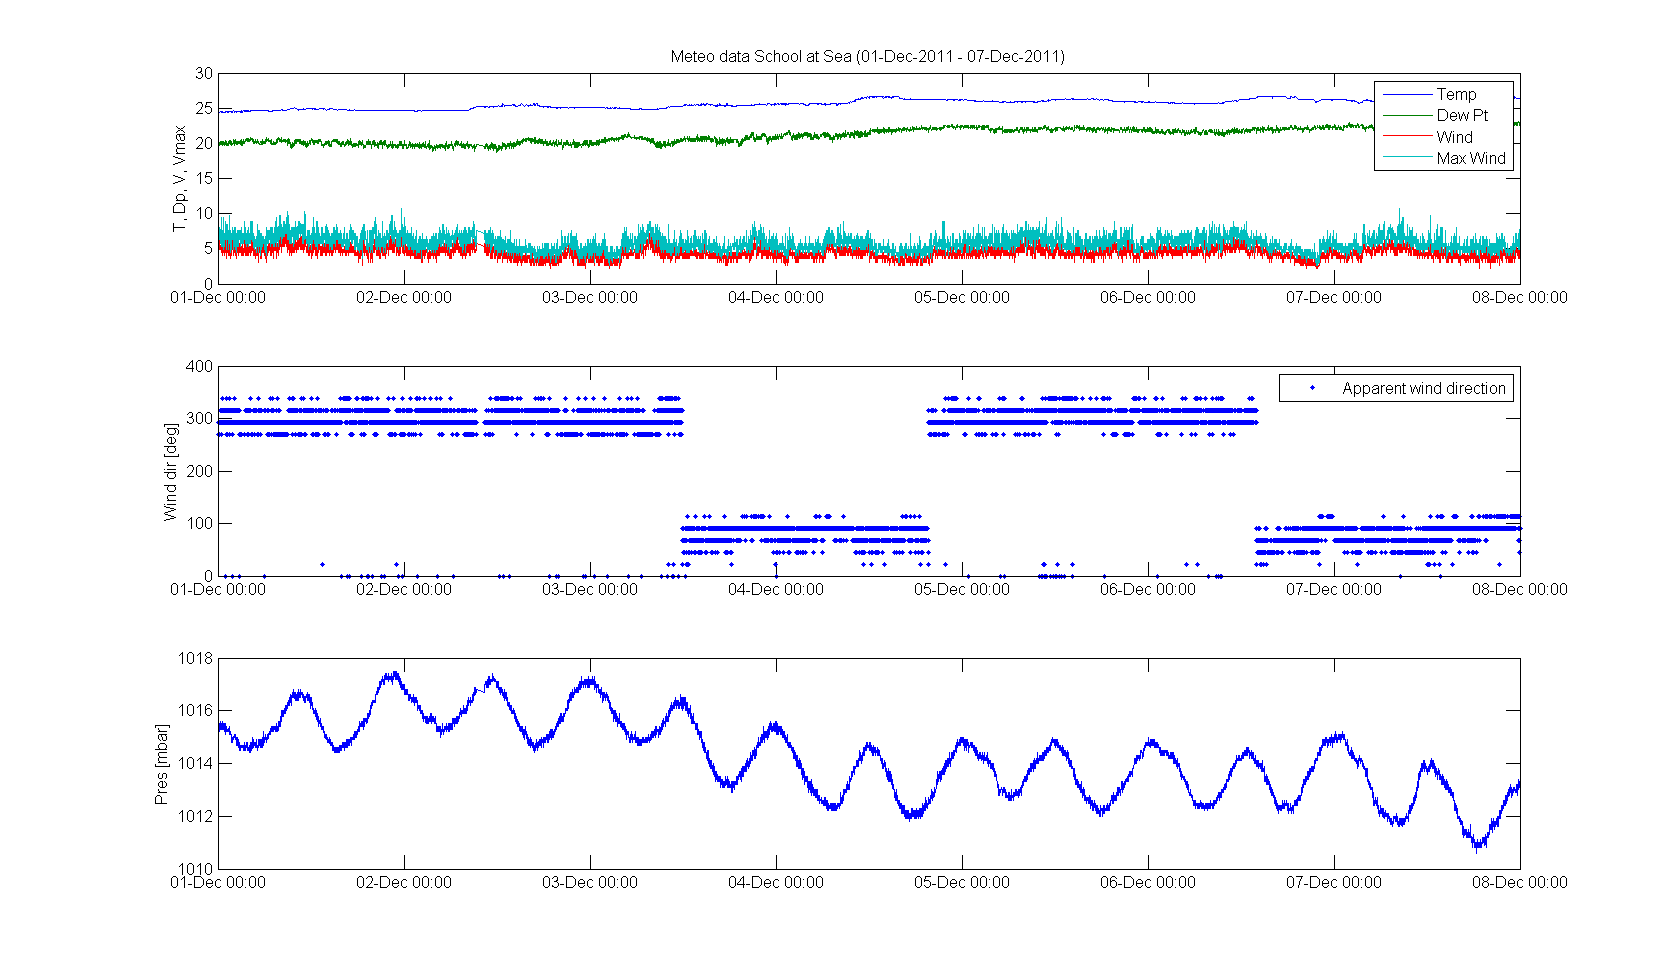 Meteo data School at Sea (01-Dec-2011 - 07-Dec-2011)
T, Dp, V, Vmax
30
25
20
15
10
5
0
Temp
Dew Pt
Wind
Max Wind
01-Dec 00:00 02-Dec 00:00 03-Dec 00:00 04-Dec 00:00 05-Dec 00:00 06-Dec 00:00 07-Dec 00:00 08-Dec 00:00
Wind dir [deg]
400
300
200
100
0
Apparent wind direction
01-Dec 00:00 02-Dec 00:00 03-Dec 00:00 04-Dec 00:00 05-Dec 00:00 06-Dec 00:00 07-Dec 00:00 08-Dec 00:00
Pres [mbar]
1018
1016
1014
1012
1010
01-Dec 00:00 02-Dec 00:00 03-Dec 00:00 04-Dec 00:00 05-Dec 00:00 06-Dec 00:00 07-Dec 00:00 08-Dec 00:00